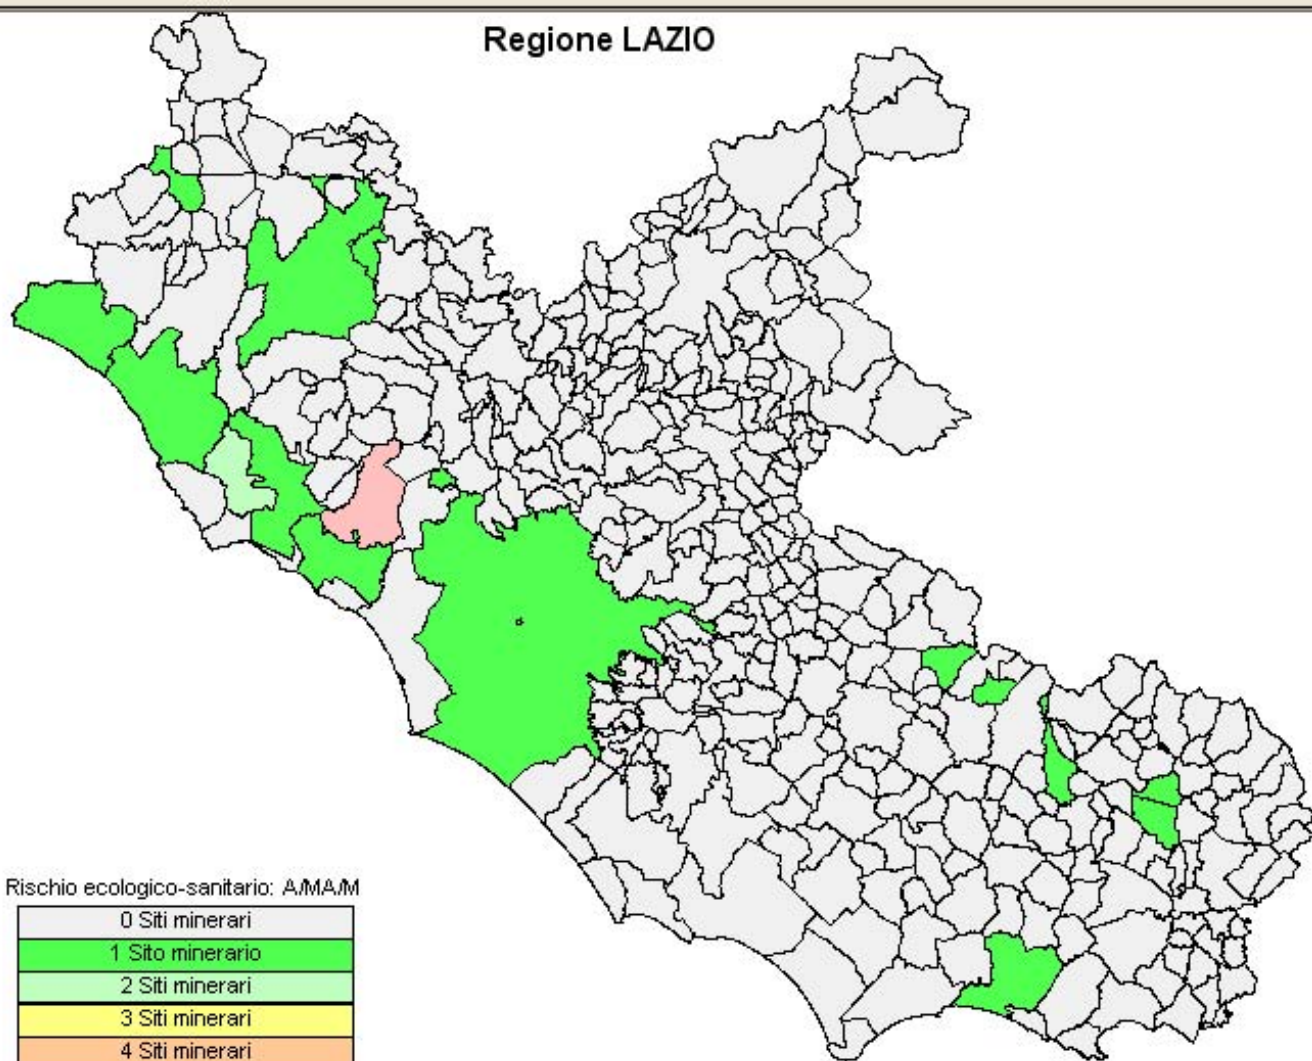 Regione LAZIO
Rischio ecologico-sanitario: A/MA/M
0 Siti minerari
1 Sito minerario
2 Siti minerari
3 Siti minerari
4 Siti minerari